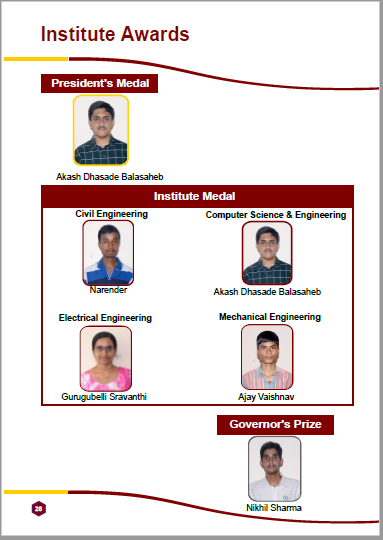 Institute Awards
President's Medal
Akash Dhasade Balasaheb
Institute Medal
Civil Engineering
Computer Science & Engineering
Narender
Akash Dhasade Balasaheb
Electrical Engineering
Mechanical Engineering
Gurugubelli Sravanthi
Ajay Vaishnav
Governor's Prize
Nikhil Sharma
28